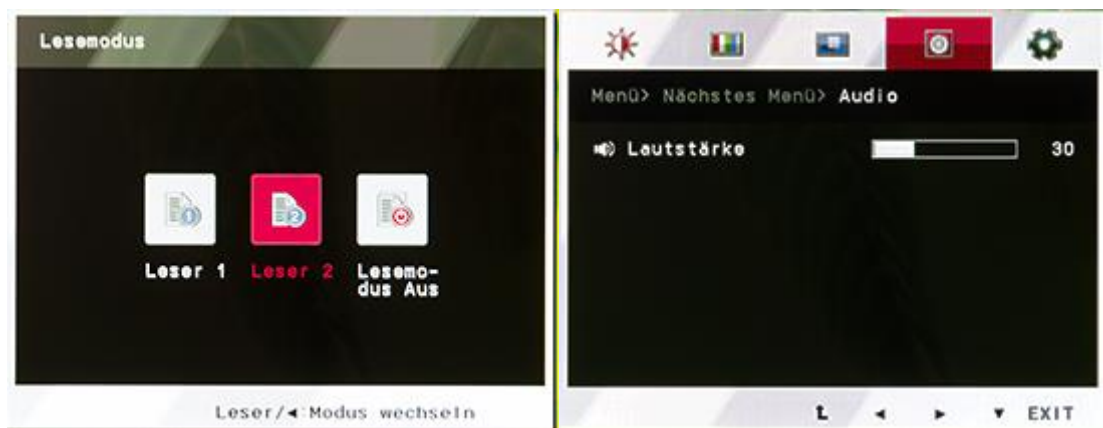 Lesemodus
Leser 1
Leser 2
Lesemo-
dus Aus
Leser/◄:Modus wechseln
Menü> Nächstes Menü> Audio
Lautstärke 30
EXIT